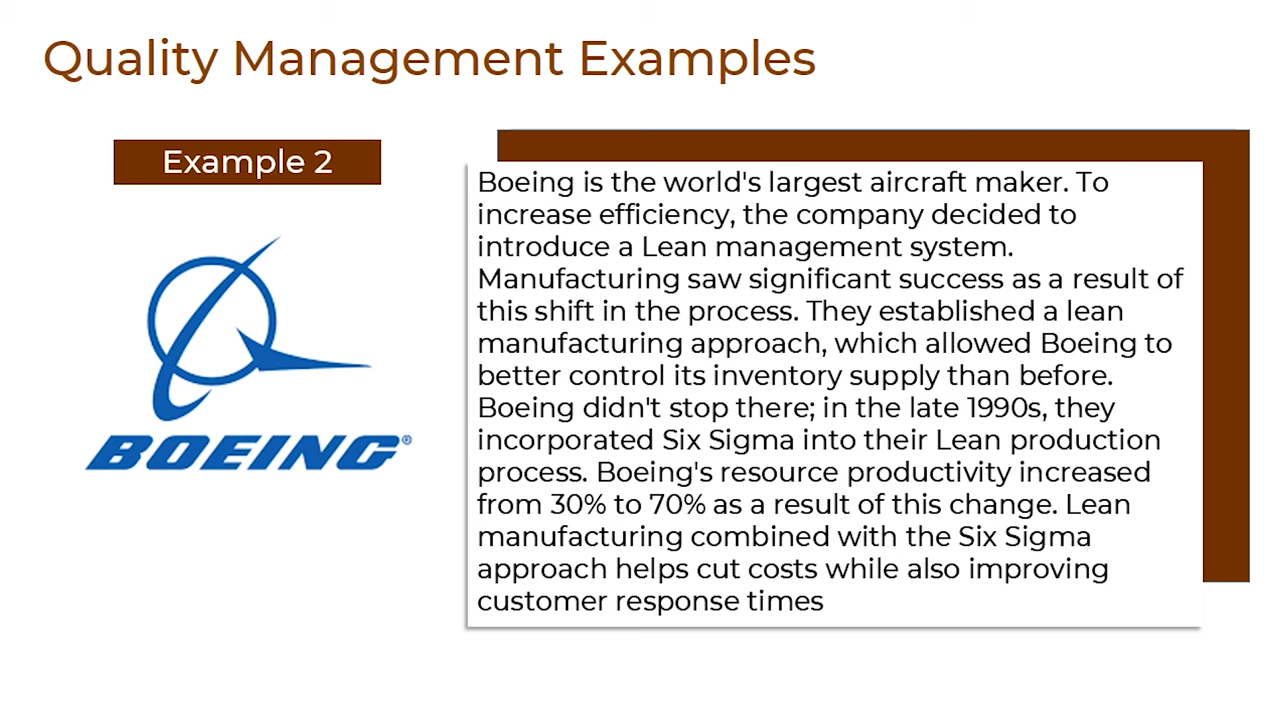 Quality Management Examples
Example 2
BOEING®
Boeing is the world's largest aircraft maker. To
increase efficiency, the company decided to
introduce a Lean management system.
Manufacturing saw significant success as a result of
this shift in the process. They established a lean
manufacturing approach, which allowed Boeing to
better control its inventory supply than before.
Boeing didn't stop there; in the late 1990s, they
incorporated Six Sigma into their Lean production
process. Boeing's resource productivity increased
from 30% to 70% as a result of this change. Lean
manufacturing combined with the Six Sigma
approach helps cut costs while also improving
customer response times